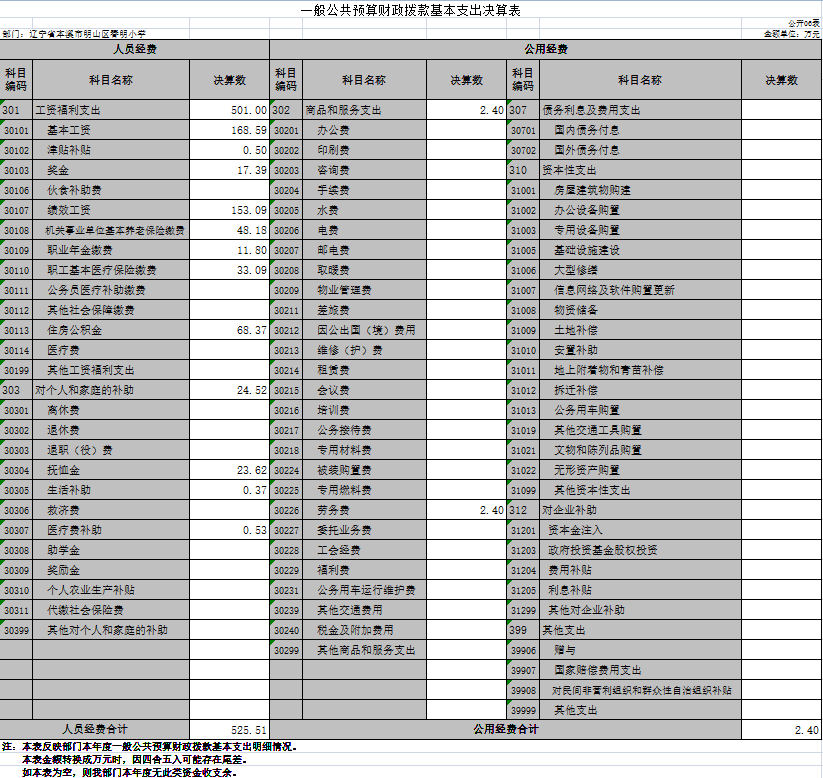 一般公共预算财政拨款基本支出决算表
公开06表
部门：辽宁省本溪市明山区春明小学 金额单位：万元
人员经费 公用经费
科目编码 科目名称 决算数 科目编码 科目名称 决算数 科目编码 科目名称 决算数
301 工资福利支出 501.00 302 商品和服务支出 2.40 307 债务利息及费用支出
30101 基本工资 168.59 30201 办公费 30701 国内债务付息
30102 津贴补贴 0.50 30202 印刷费 30702 国外债务付息
30103 奖金 17.39 30203 咨询费 310 资本性支出
30106 伙食补助费 30204 手续费 31001 房屋建筑物购建
30107 绩效工资 153.09 30205 水费 31002 办公设备购置
30108 机关事业单位基本养老保险缴费 48.18 30206 电费 31003 专用设备购置
30109 职业年金缴费 11.80 30207 邮电费 31005 基础设施建设
30110 职工基本医疗保险缴费 33.09 30208 取暖费 31006 大型修缮
30111 公务员医疗补助缴费 30209 物业管理费 31007 信息网络及软件购置更新
30112 其他社会保障缴费 30211 差旅费 31008 物资储备
30113 住房公积金 68.37 30212 因公出国（境）费用 31009 土地补偿
30114 医疗费 30213 维修（护）费 31010 安置补助
30199 其他工资福利支出 30214 租赁费 31011 地上附着物和青苗补偿
303 对个人和家庭的补助 24.52 30215 会议费 31012 拆迁补偿
30301 离休费 30216 培训费 31013 公务用车购置
30302 退休费 30217 公务接待费 31019 其他交通工具购置
30303 退职（役）费 30218 专用材料费 31021 文物和陈列品购置
30304 抚恤金 23.62 30224 被装购置费 31022 无形资产购置
30305 生活补助 0.37 30225 专用燃料费 31099 其他资本性支出
30306 救济费 30226 劳务费 2.40 312 对企业补助
30307 医疗费补助 0.53 30227 委托业务费 31201 资本金注入
30308 助学金 30228 工会经费 31203 政府投资基金股权投资
30309 奖励金 30229 福利费 31204 费用补贴
30310 个人农业生产补贴 30231 公务用车运行维护费 31205 利息补贴
30311 代缴社会保险费 30239 其他交通费用 31299 其他对企业补助
30399 其他对个人和家庭的补助 30240 税金及附加费用 399 其他支出
30299 其他商品和服务支出 39906 赠与
39907 国家赔偿费用支出
39908 对民间非营利组织和群众性自治组织补贴
39999 其他支出
人员经费合计 525.51 公用经费合计 2.40
注：本表反映部门本年度一般公共预算财政拨款基本支出明细情况。
本表金额转换成万元时，因四舍五入可能存在尾差。
如本表为空，则我部门本年度无此类资金收支余。